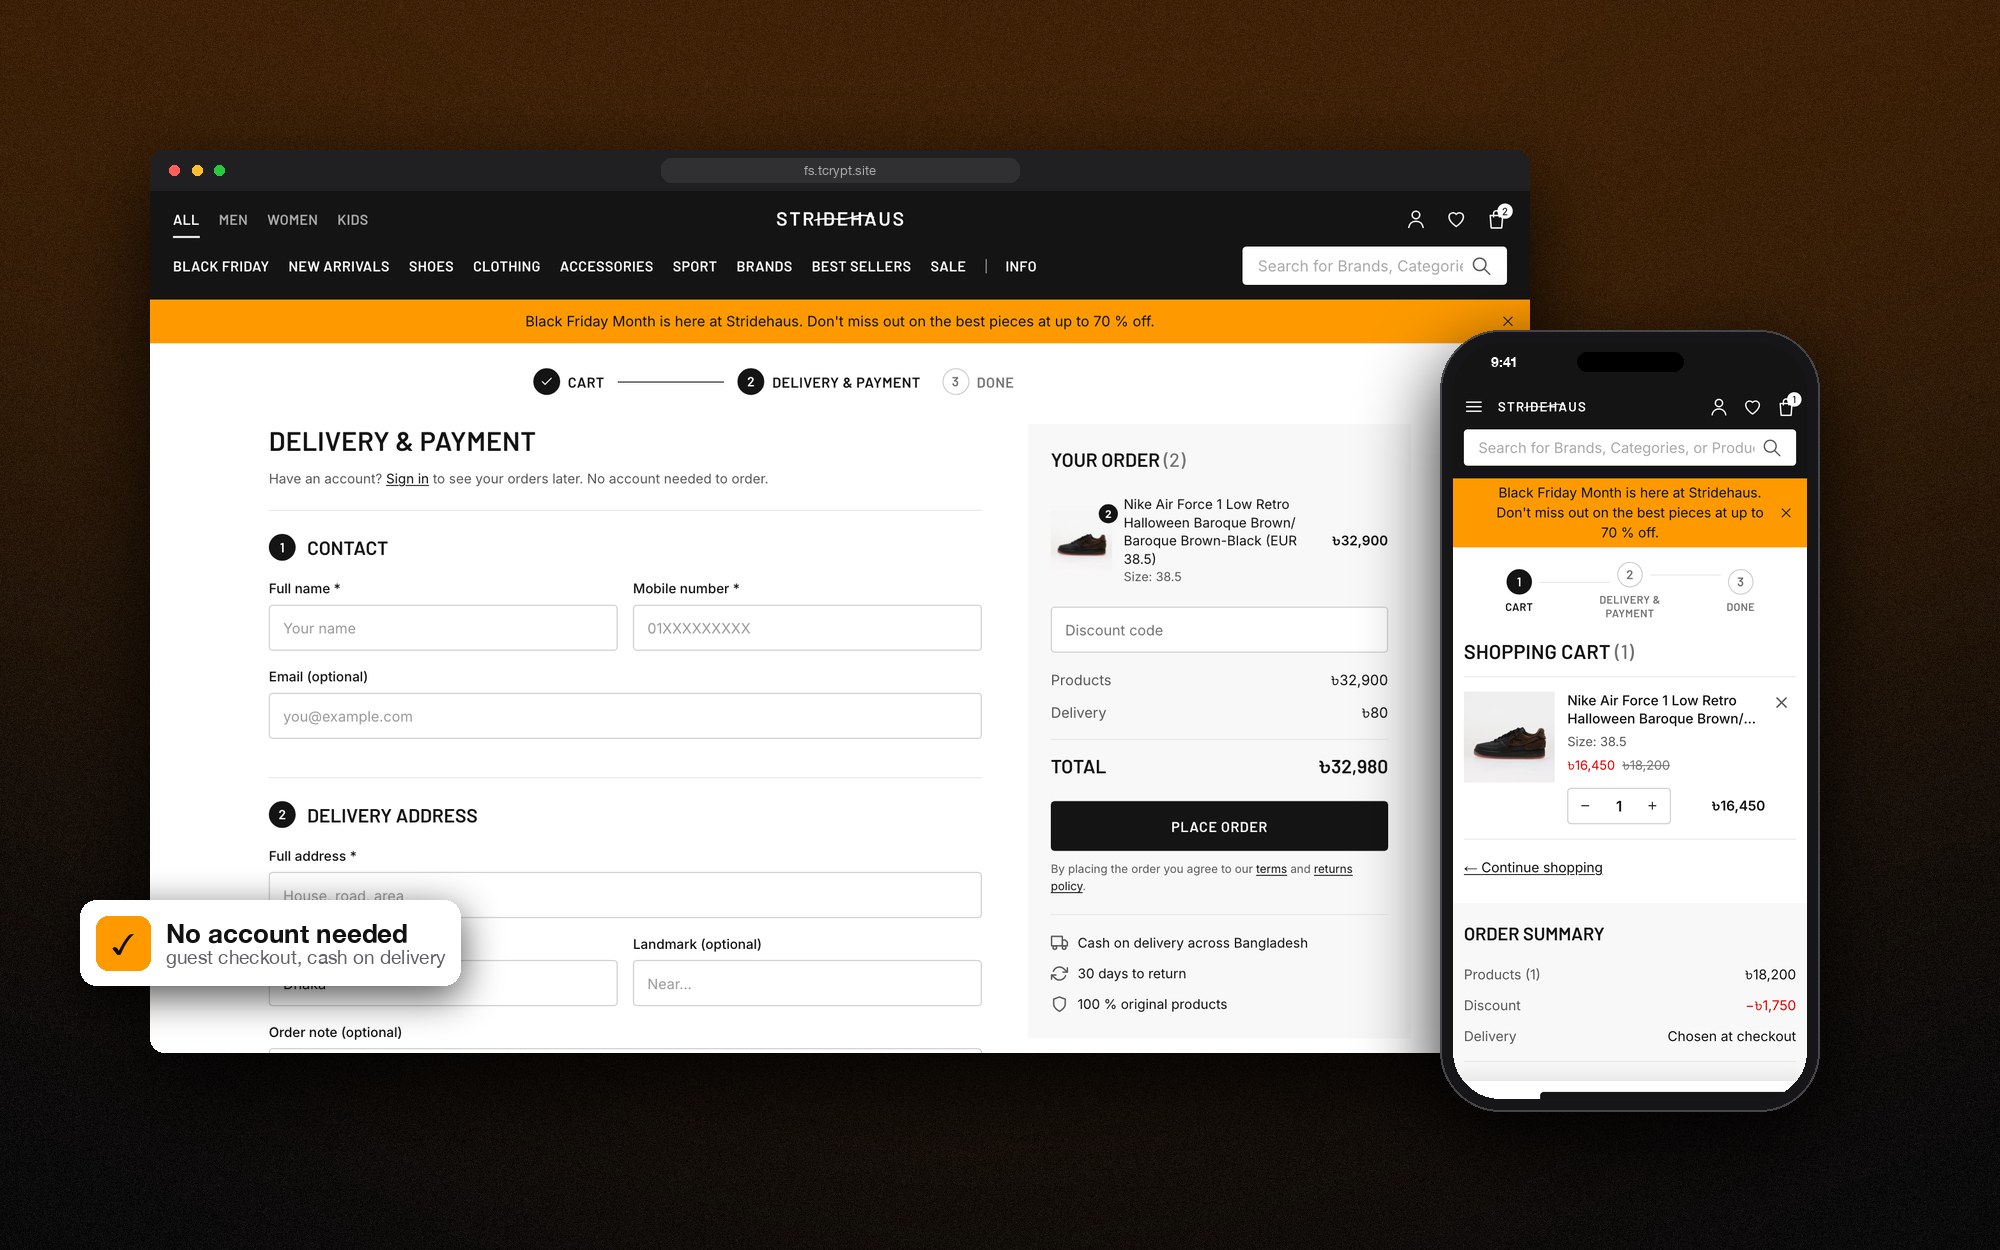 fs.tcrypt.site
ALL MEN WOMEN KIDS
STRIDEHAUS
2
BLACK FRIDAY NEW ARRIVALS SHOES CLOTHING ACCESSORIES SPORT BRANDS BEST SELLERS SALE | INFO
Search for Brands, Categorie
Black Friday Month is here at Stridehaus. Don't miss out on the best pieces at up to 70 % off.
CART
2 DELIVERY & PAYMENT
3 DONE
DELIVERY & PAYMENT
Have an account? Sign in to see your orders later. No account needed to order.
1 CONTACT
Full name *
Your name
Mobile number *
01XXXXXXXXX
Email (optional)
you@example.com
2 DELIVERY ADDRESS
Full address *
House, road, area
Dhaka
Landmark (optional)
Near...
Order note (optional)
✓
No account needed
guest checkout, cash on delivery
YOUR ORDER (2)
2
Nike Air Force 1 Low Retro
Halloween Baroque Brown/
Baroque Brown-Black (EUR
38.5)
Size: 38.5
৳32,900
Discount code
Products ৳32,900
Delivery ৳80
TOTAL ৳32,980
PLACE ORDER
By placing the order you agree to our terms and returns
policy.
Cash on delivery across Bangladesh
30 days to return
100 % original products
9:41
STRIDEHAUS
1
Search for Brands, Categories, or Produc
Black Friday Month is here at Stridehaus.
Don't miss out on the best pieces at up to
70 % off.
1
CART
2
DELIVERY &
PAYMENT
3
DONE
SHOPPING CART (1)
Nike Air Force 1 Low Retro
Halloween Baroque Brown/...
Size: 38.5
৳16,450 ৳18,200
− 1 +
৳16,450
← Continue shopping
ORDER SUMMARY
Products (1) ৳18,200
Discount −৳1,750
Delivery Chosen at checkout